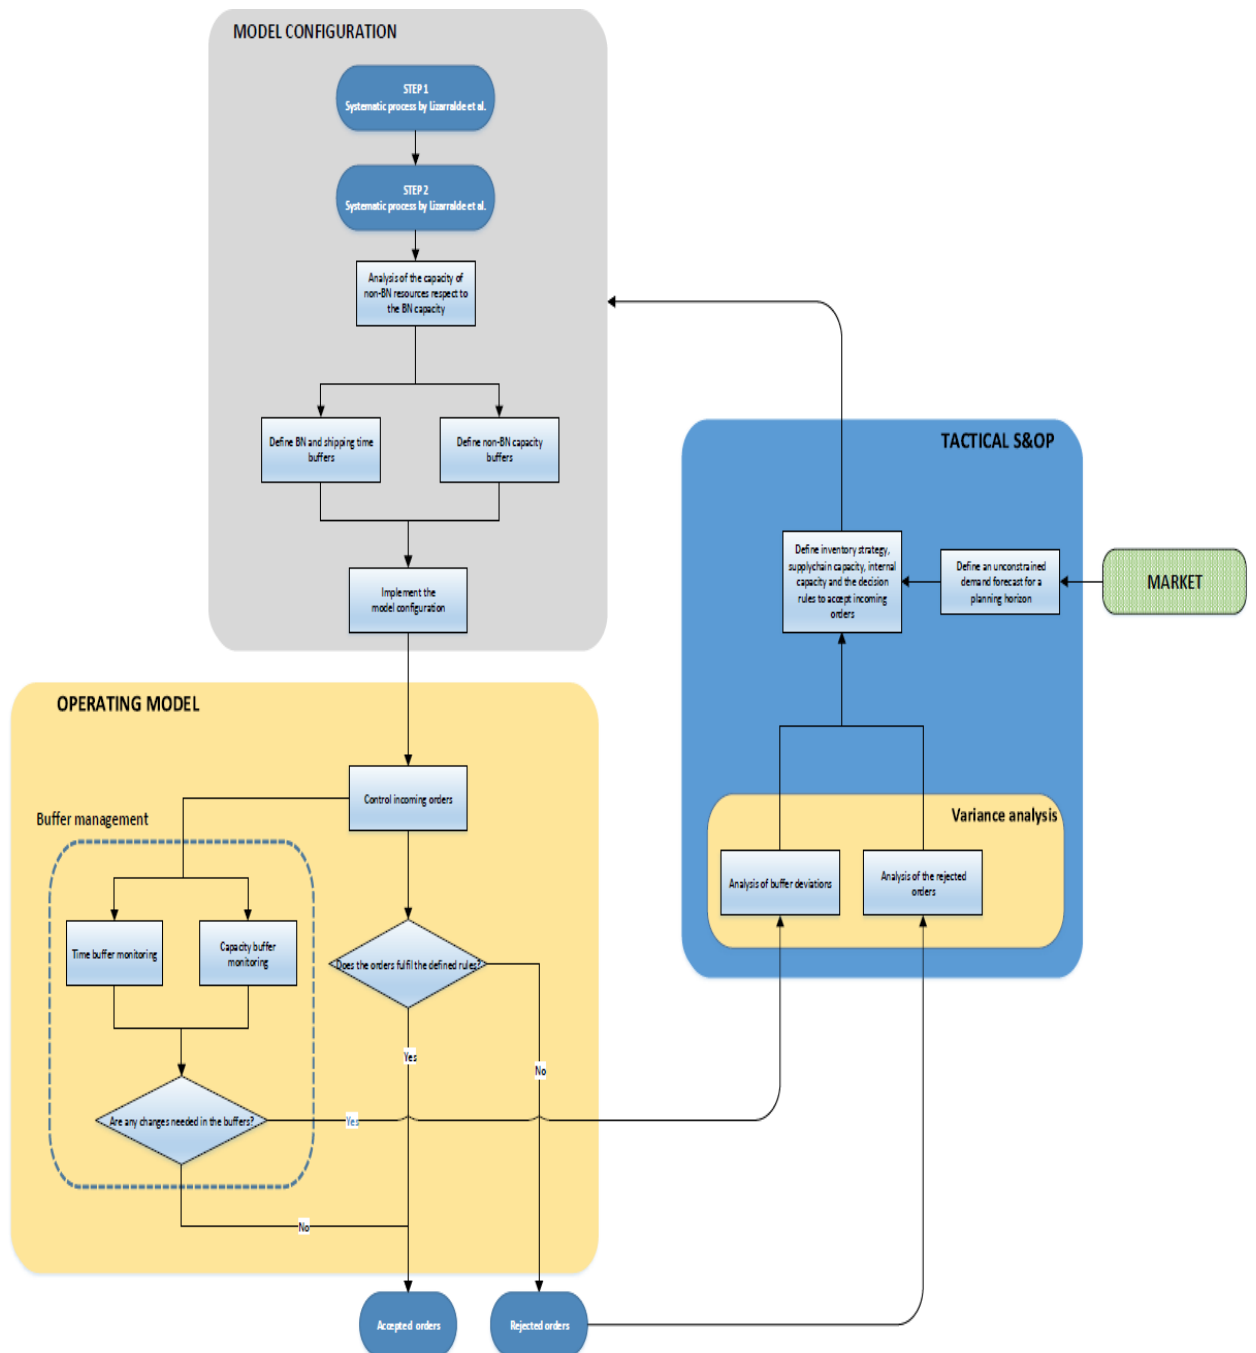 MODEL CONFIGURATION
STEP 1
Systematic process by Lizarralde et al.
STEP 2
Systematic process by Lizarralde et al.
Analysis of the capacity of
non-BN resources respect to
the BN capacity
Define BN and shipping time
buffers
Define non-BN capacity
buffers
Implement the
model configuration
OPERATING MODEL
Control incoming orders
Buffer management
Time buffer monitoring
Capacity buffer
monitoring
Does the orders fulfil the defined rules?
Are any changes needed in the buffers?
Yes
No
Yes
No
Accepted orders
Rejected orders
TACTICAL S&OP
Define inventory strategy,
supplychain capacity, internal
capacity and the decision
rules to accept incoming
orders
Define an unconstrained
demand forecast for a
planning horizon
MARKET
Variance analysis
Analysis of buffer deviations
Analysis of the rejected
orders